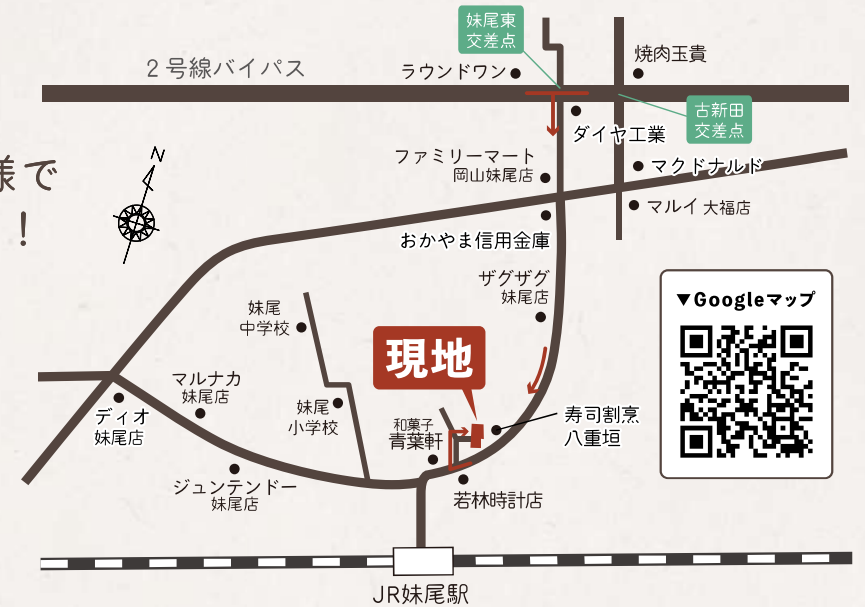 妹尾東
交差点
2号線バイパス
ラウンドワン
焼肉玉貴
古新田
交差点
ダイヤ工業
様で
！
N
ファミリーマート
岡山妹尾店
マクドナルド
マルイ 大福店
おかやま信用金庫
ザグザグ
妹尾店
▼Googleマップ
妹尾
中学校
現地
マルナカ
妹尾店
ディオ
妹尾店
妹尾
小学校
和菓子
青葉軒
寿司割烹
八重垣
ジュンテンドー
妹尾店
若林時計店
JR妹尾駅